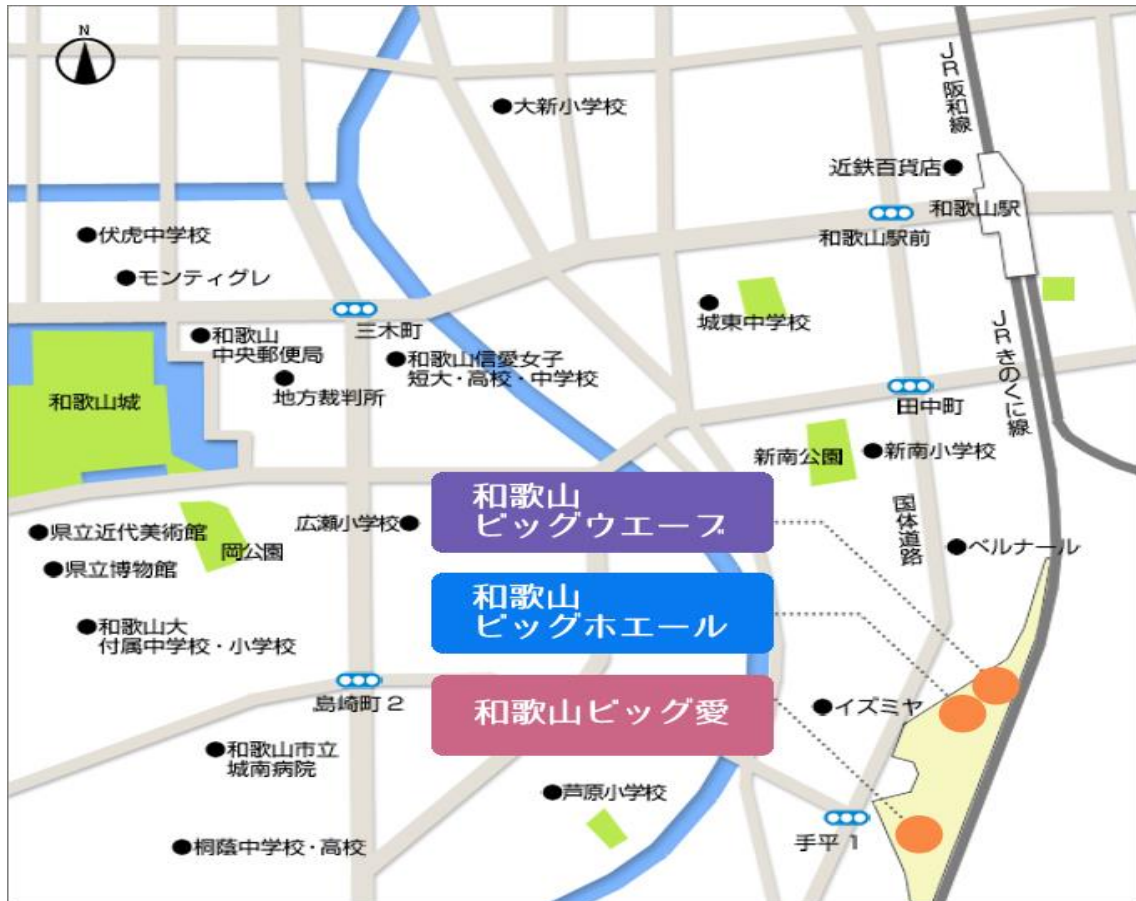 N
JR阪和線
大新小学校
近鉄百貨店
和歌山駅
和歌山駅前
伏虎中学校
モンティグレ
三木町
城東中学校
和歌山
中央郵便局
和歌山信愛女子
短大・高校・中学校
地方裁判所
JRきのくに線
和歌山城
田中町
新南公園
新南小学校
国体道路
和歌山
ビッグウエーブ
広瀬小学校
県立近代美術館
岡公園
県立博物館
ベルナール
和歌山
ビッグホエール
和歌山大
付属中学校・小学校
島崎町2
和歌山ビッグ愛
イズミヤ
和歌山市立
城南病院
芦原小学校
手平1
桐蔭中学校・高校